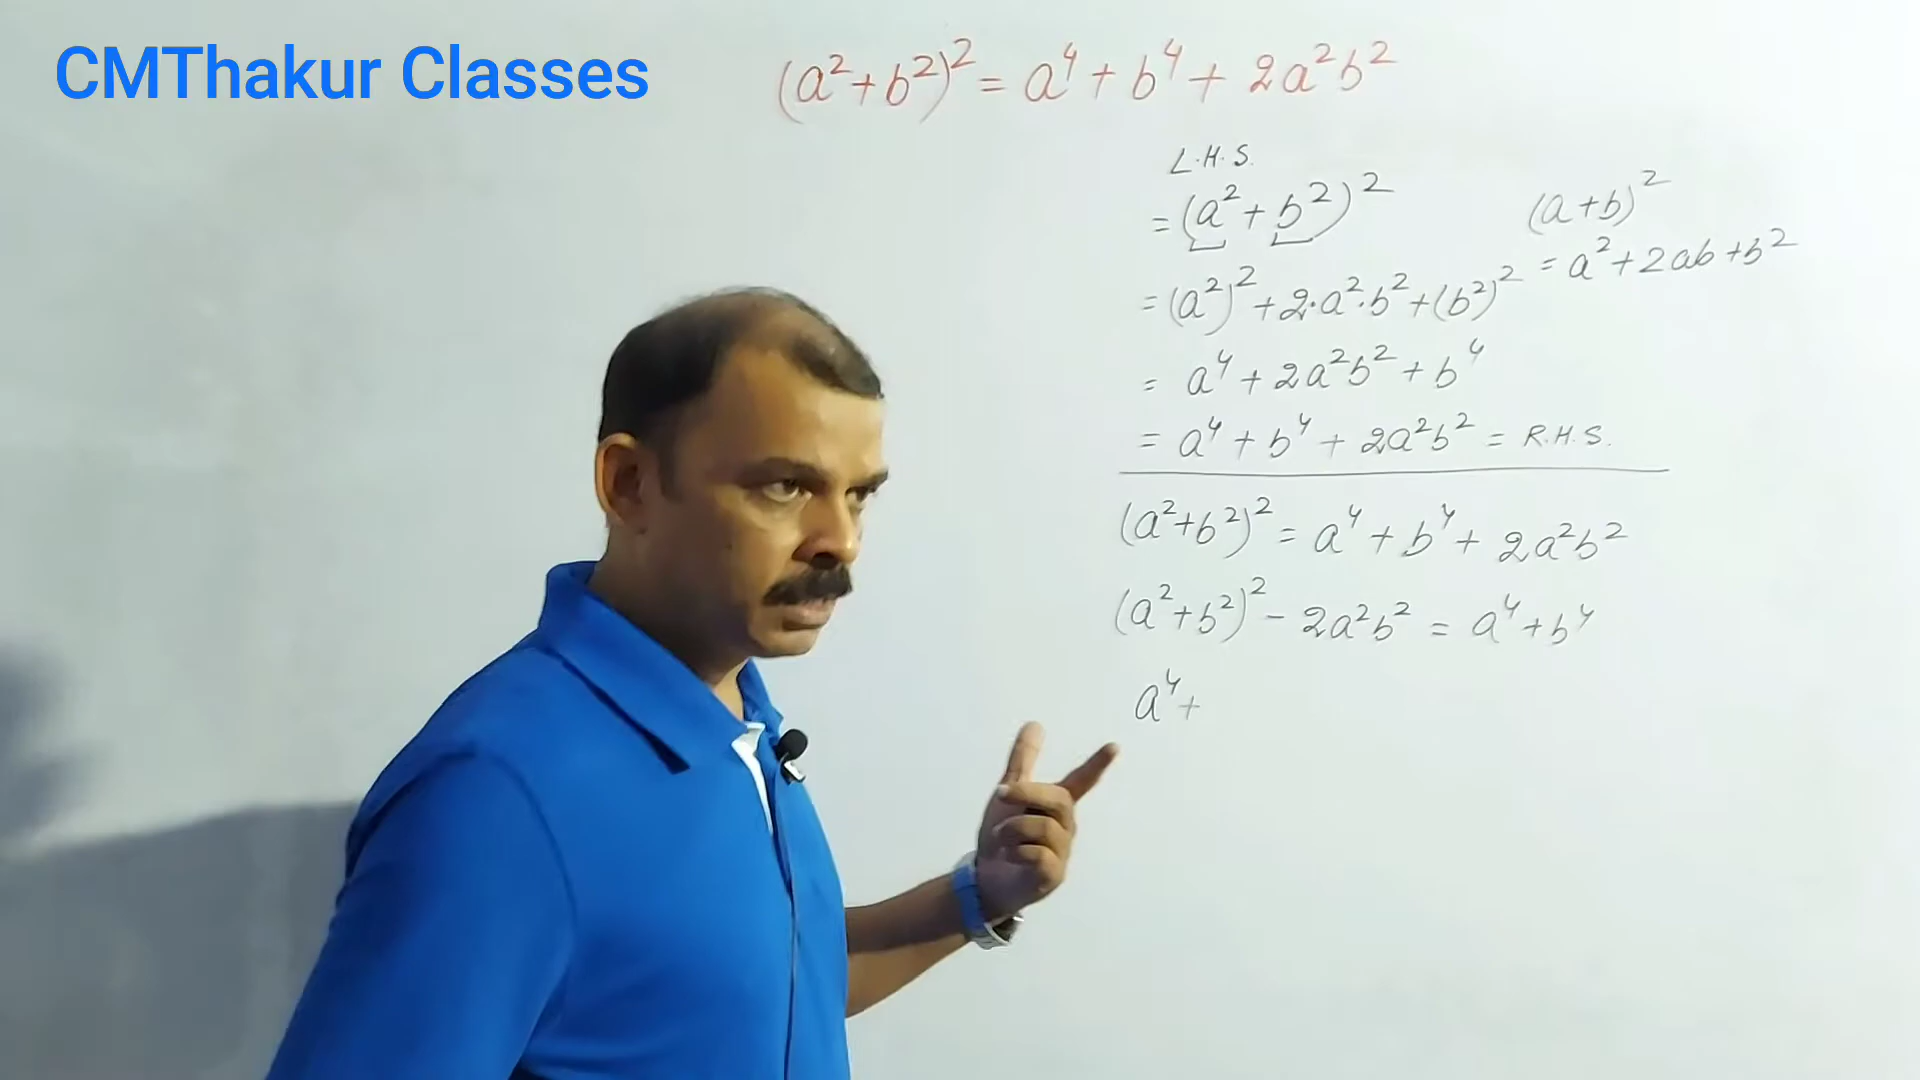 CMThakur Classes
(a²+b²)² = a⁴ + b⁴ + 2a²b²
L.H.S.
= (a² + b²)²
(a+b)²
= a² + 2ab + b²
= (a²)² + 2·a²·b² + (b²)²
= a⁴ + 2a²b² + b⁴
= a⁴ + b⁴ + 2a²b² = R.H.S.
(a²+b²)² = a⁴ + b⁴ + 2a²b²
(a²+b²)² - 2a²b² = a⁴ + b⁴
a⁴ +